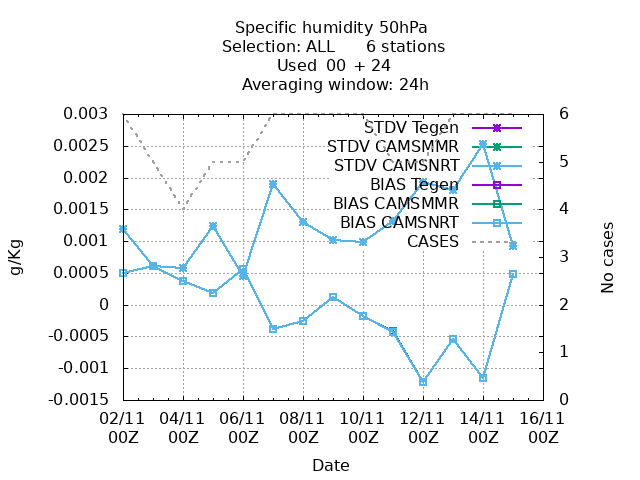 Specific humidity 50hPa
Selection: ALL 6 stations
Used 00 + 24
Averaging window: 24h
STDV Tegen
STDV CAMSMMR
STDV CAMSNRT
BIAS Tegen
BIAS CAMSMMR
BIAS CAMSNRT
CASES
g/Kg
0.003
0.0025
0.002
0.0015
0.001
0.0005
0
-0.0005
-0.001
-0.0015
No cases
6
5
4
3
2
1
0
02/11 04/11 06/11 08/11 10/11 12/11 14/11 16/11
00Z 00Z 00Z 00Z 00Z 00Z 00Z 00Z
Date